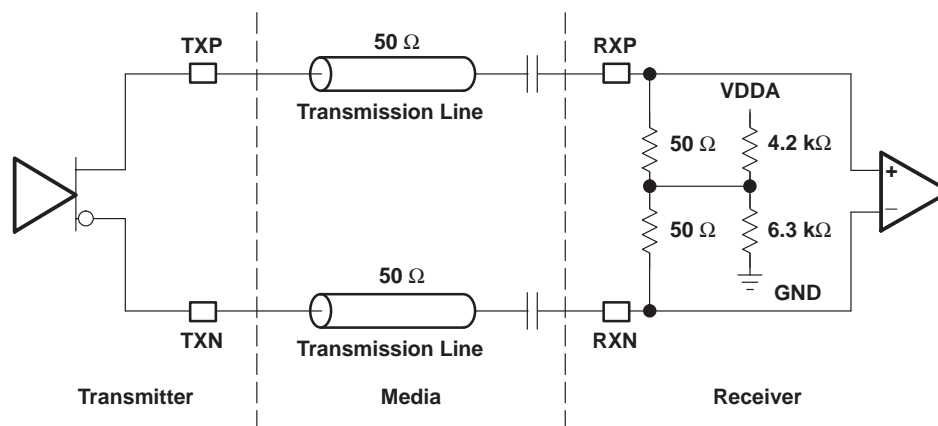 50 Ω
TXP
RXP
Transmission Line
VDDA
50 Ω
4.2 kΩ
+
−
50 Ω
6.3 kΩ
50 Ω
GND
TXN
Transmission Line
RXN
Transmitter
Media
Receiver